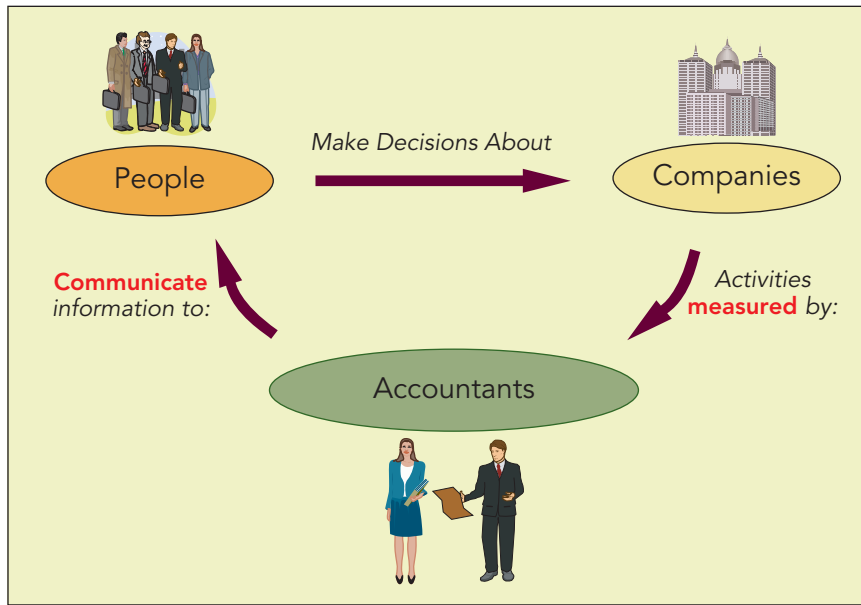 Make Decisions About
People
Companies
Communicate
information to:
Activities
measured by:
Accountants